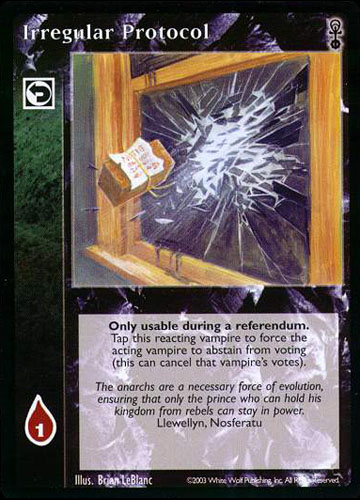 Irregular Protocol
Only usable during a referendum.
Tap this reacting vampire to force the
acting vampire to abstain from voting
(this can cancel that vampire's votes).
The anarchs are a necessary force of evolution,
ensuring that only the prince who can hold his
kingdom from rebels can stay in power.
Llewellyn, Nosferatu
1
Illus. Brian LeBlanc
©2003 White Wolf Publishing, Inc. All Rights Reserved.